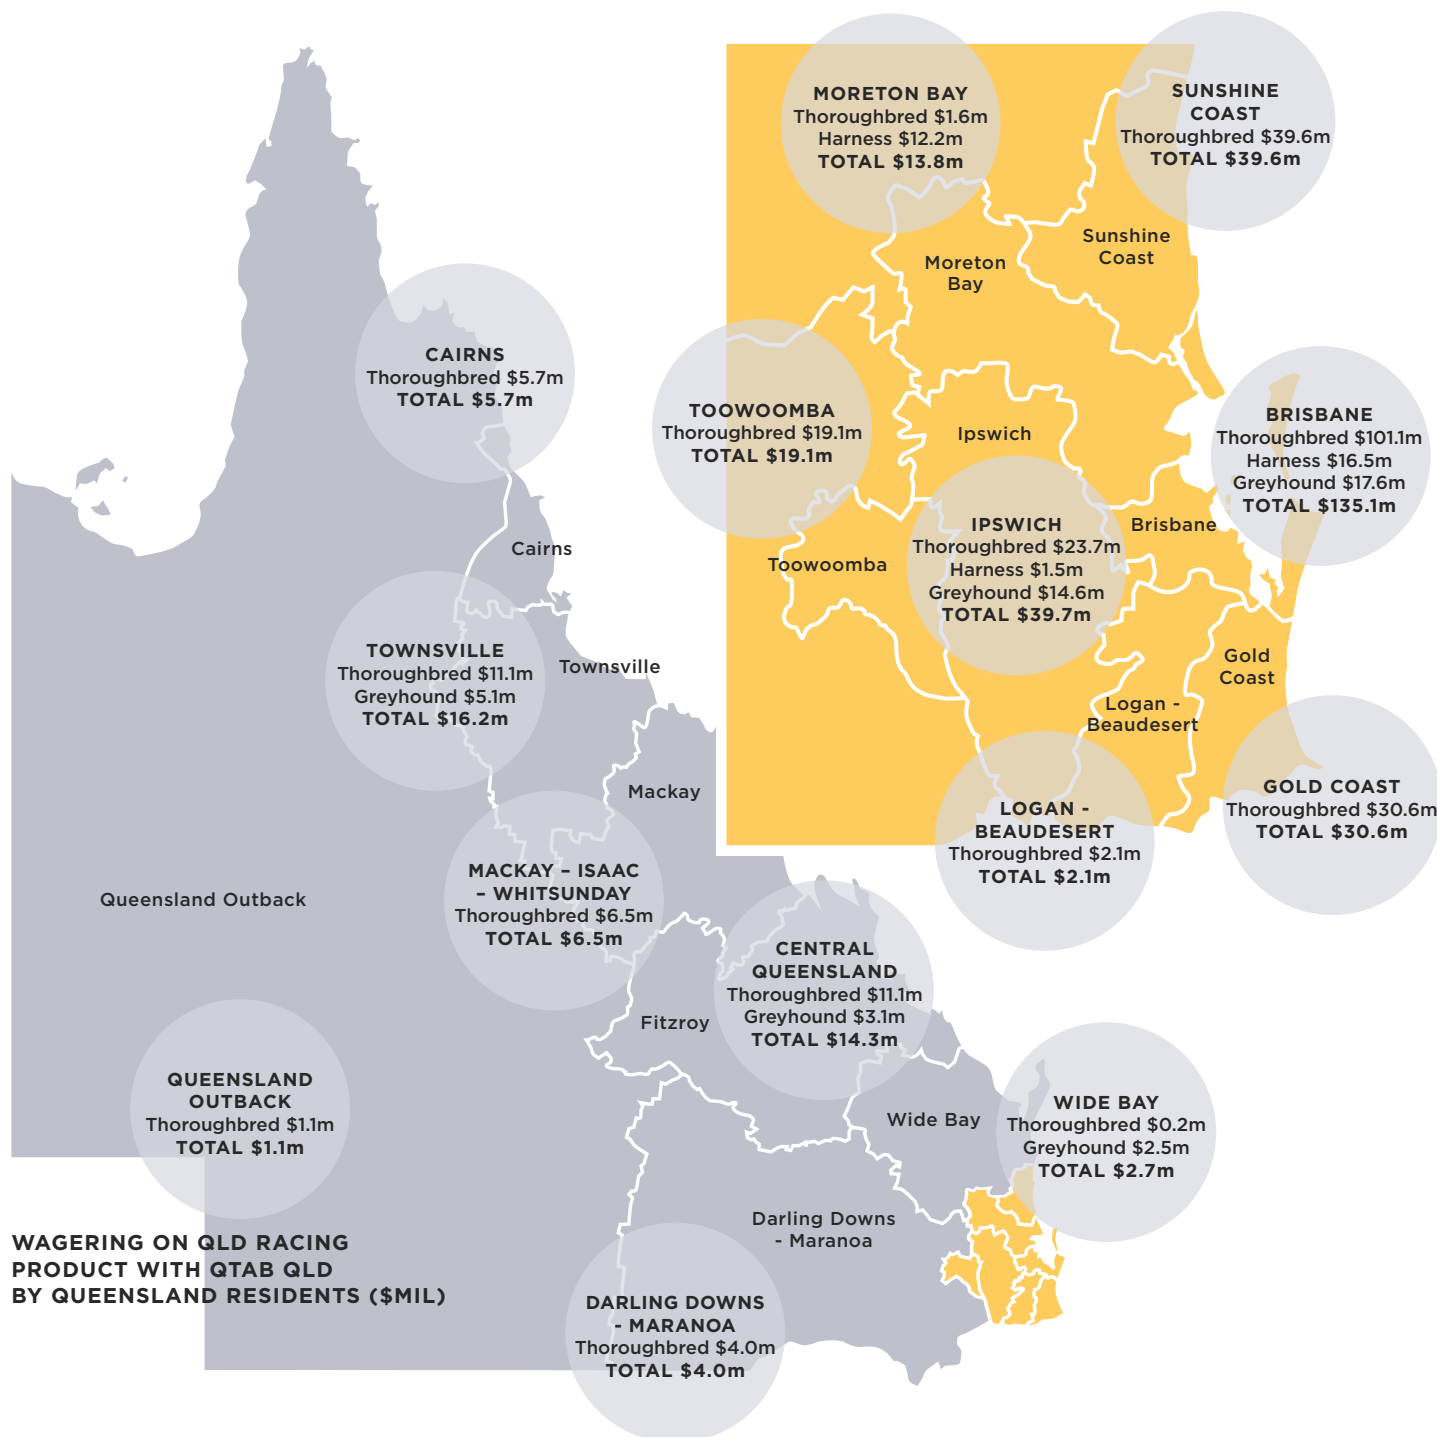 MORETON BAY
Thoroughbred $1.6m
Harness $12.2m
TOTAL $13.8m
SUNSHINE
COAST
Thoroughbred $39.6m
TOTAL $39.6m
Sunshine
Coast
Moreton
Bay
CAIRNS
Thoroughbred $5.7m
TOTAL $5.7m
TOOWOOMBA
Thoroughbred $19.1m
TOTAL $19.1m
Ipswich
BRISBANE
Thoroughbred $101.1m
Harness $16.5m
Greyhound $17.6m
TOTAL $135.1m
IPSWICH
Thoroughbred $23.7m
Harness $1.5m
Greyhound $14.6m
TOTAL $39.7m
Brisbane
Cairns
Toowoomba
TOWNSVILLE
Thoroughbred $11.1m
Greyhound $5.1m
TOTAL $16.2m
Townsville
Gold
Coast
Logan -
Beaudesert
Mackay
GOLD COAST
Thoroughbred $30.6m
TOTAL $30.6m
LOGAN -
BEAUDESERT
Thoroughbred $2.1m
TOTAL $2.1m
MACKAY – ISAAC
– WHITSUNDAY
Thoroughbred $6.5m
TOTAL $6.5m
Queensland Outback
CENTRAL
QUEENSLAND
Thoroughbred $11.1m
Greyhound $3.1m
TOTAL $14.3m
Fitzroy
QUEENSLAND
OUTBACK
Thoroughbred $1.1m
TOTAL $1.1m
Wide Bay
WIDE BAY
Thoroughbred $0.2m
Greyhound $2.5m
TOTAL $2.7m
Darling Downs
- Maranoa
WAGERING ON QLD RACING
PRODUCT WITH QTAB QLD
BY QUEENSLAND RESIDENTS ($MIL)
DARLING DOWNS
- MARANOA
Thoroughbred $4.0m
TOTAL $4.0m